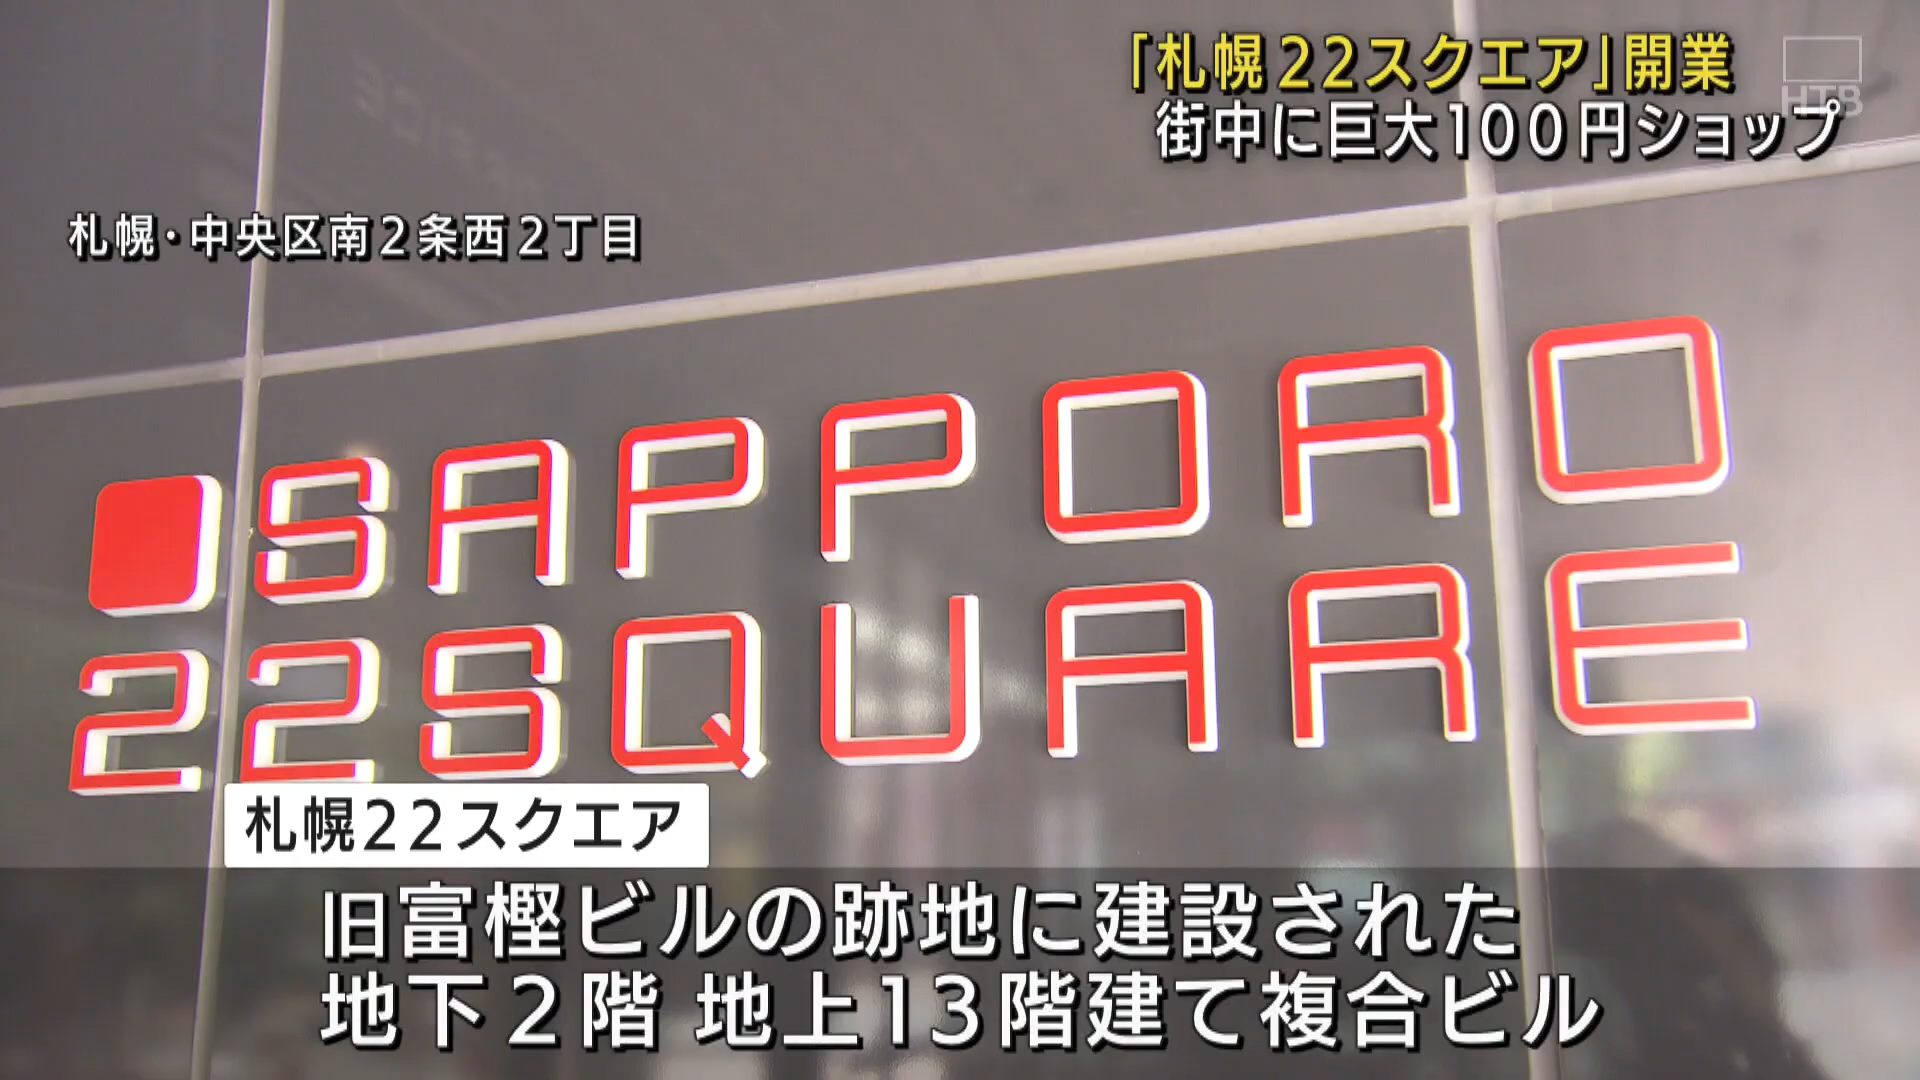 「札幌２２スクエア」開業
街中に巨大100円ショップ
HTB
札幌・中央区南２条西２丁目
SAPPORO
22SQUARE
札幌22スクエア
旧富樫ビルの跡地に建設された
地下２階 地上13階建て複合ビル